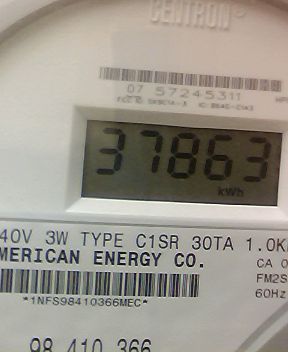 CENTRON®
07 57245311
37863
kWh
40V 3W TYPE C1SR 30TA 1.0K
MERICAN ENERGY CO.
CA 0
FM2S
60Hz
*1NFS98410366MEC*
98 410 366